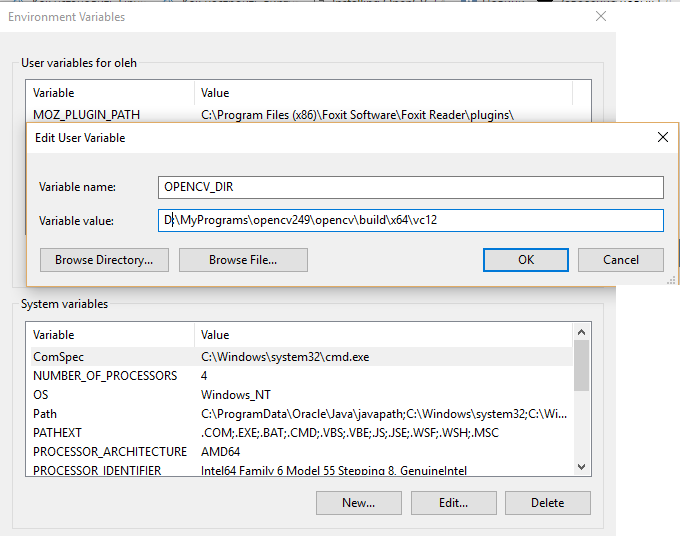 Environment Variables
User variables for oleh
Variable Value
MOZ_PLUGIN_PATH C:\Program Files (x86)\Foxit Software\Foxit Reader\plugins\
Edit User Variable
Variable name: OPENCV_DIR
Variable value: D:\MyPrograms\opencv249\opencv\build\x64\vc12
Browse Directory... Browse File... OK Cancel
System variables
Variable Value
ComSpec C:\Windows\system32\cmd.exe
NUMBER_OF_PROCESSORS 4
OS Windows_NT
Path C:\ProgramData\Oracle\Java\javapath;C:\Windows\system32;C:\Wi...
PATHEXT .COM;.EXE;.BAT;.CMD;.VBS;.VBE;.JS;.JSE;.WSF;.WSH;.MSC
PROCESSOR_ARCHITECTURE AMD64
PROCESSOR_IDENTIFIER Intel64 Family 6 Model 55 Stepping 8, GenuineIntel
New... Edit... Delete